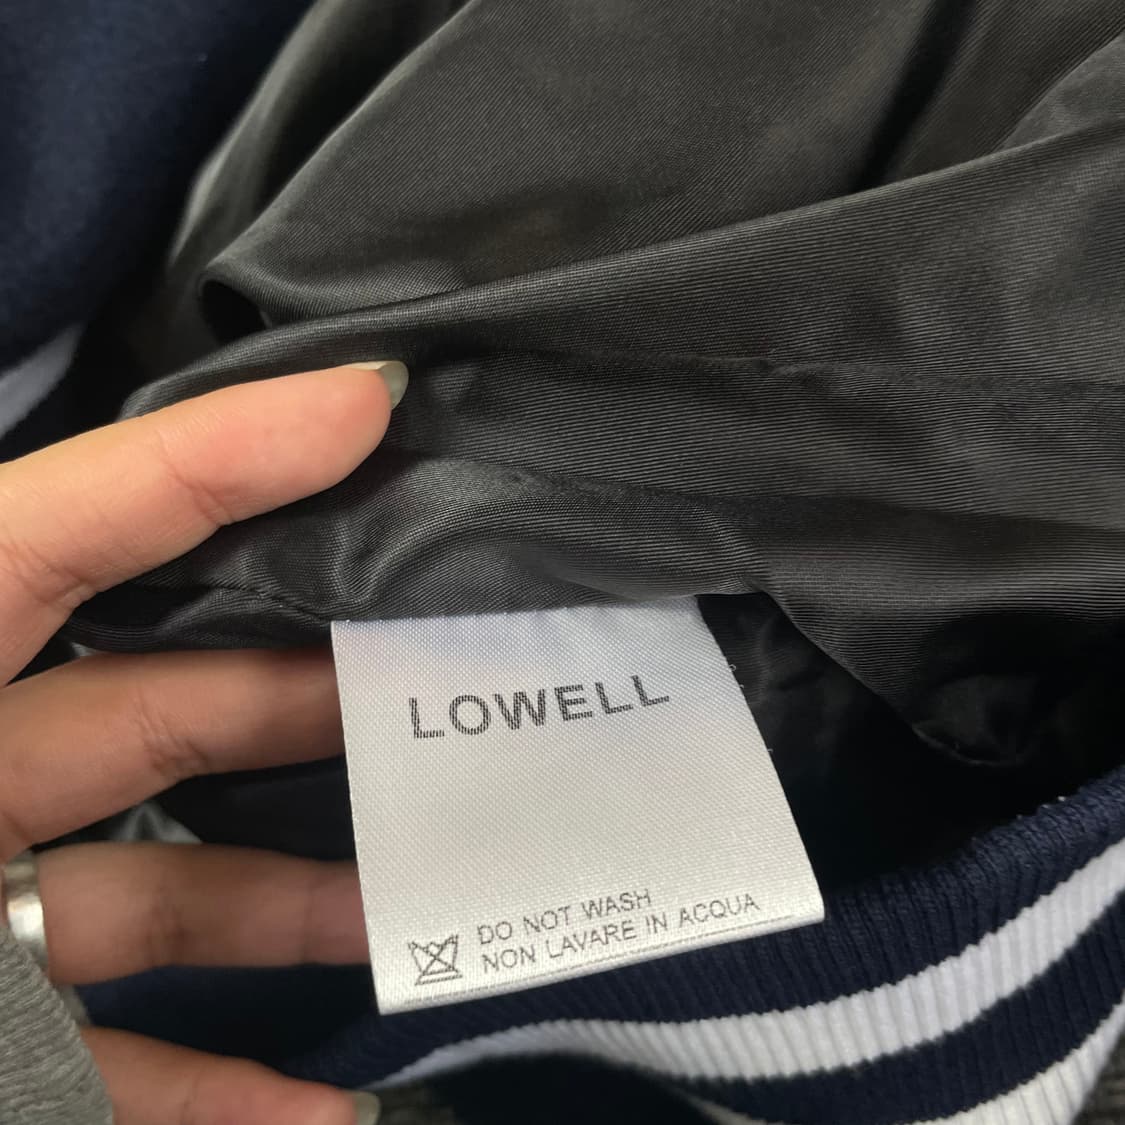 LOWELL
DO NOT WASH
NON LAVARE IN ACQUA